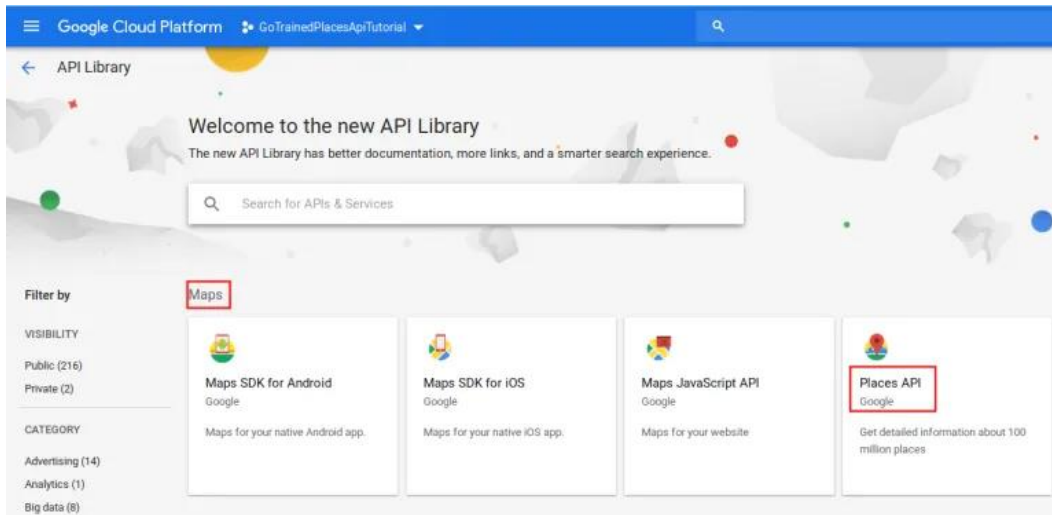 Google Cloud Platform GoTrainedPlacesApiTutorial
API Library
Welcome to the new API Library
The new API Library has better documentation, more links, and a smarter search experience.
Search for APIs & Services
Filter by
VISIBILITY
Public (216)
Private (2)
CATEGORY
Advertising (14)
Analytics (1)
Big data (8)
Maps
Maps SDK for Android
Google
Maps for your native Android app.
Maps SDK for iOS
Google
Maps for your native iOS app.
Maps JavaScript API
Google
Maps for your website
Places API
Google
Get detailed information about 100
million places